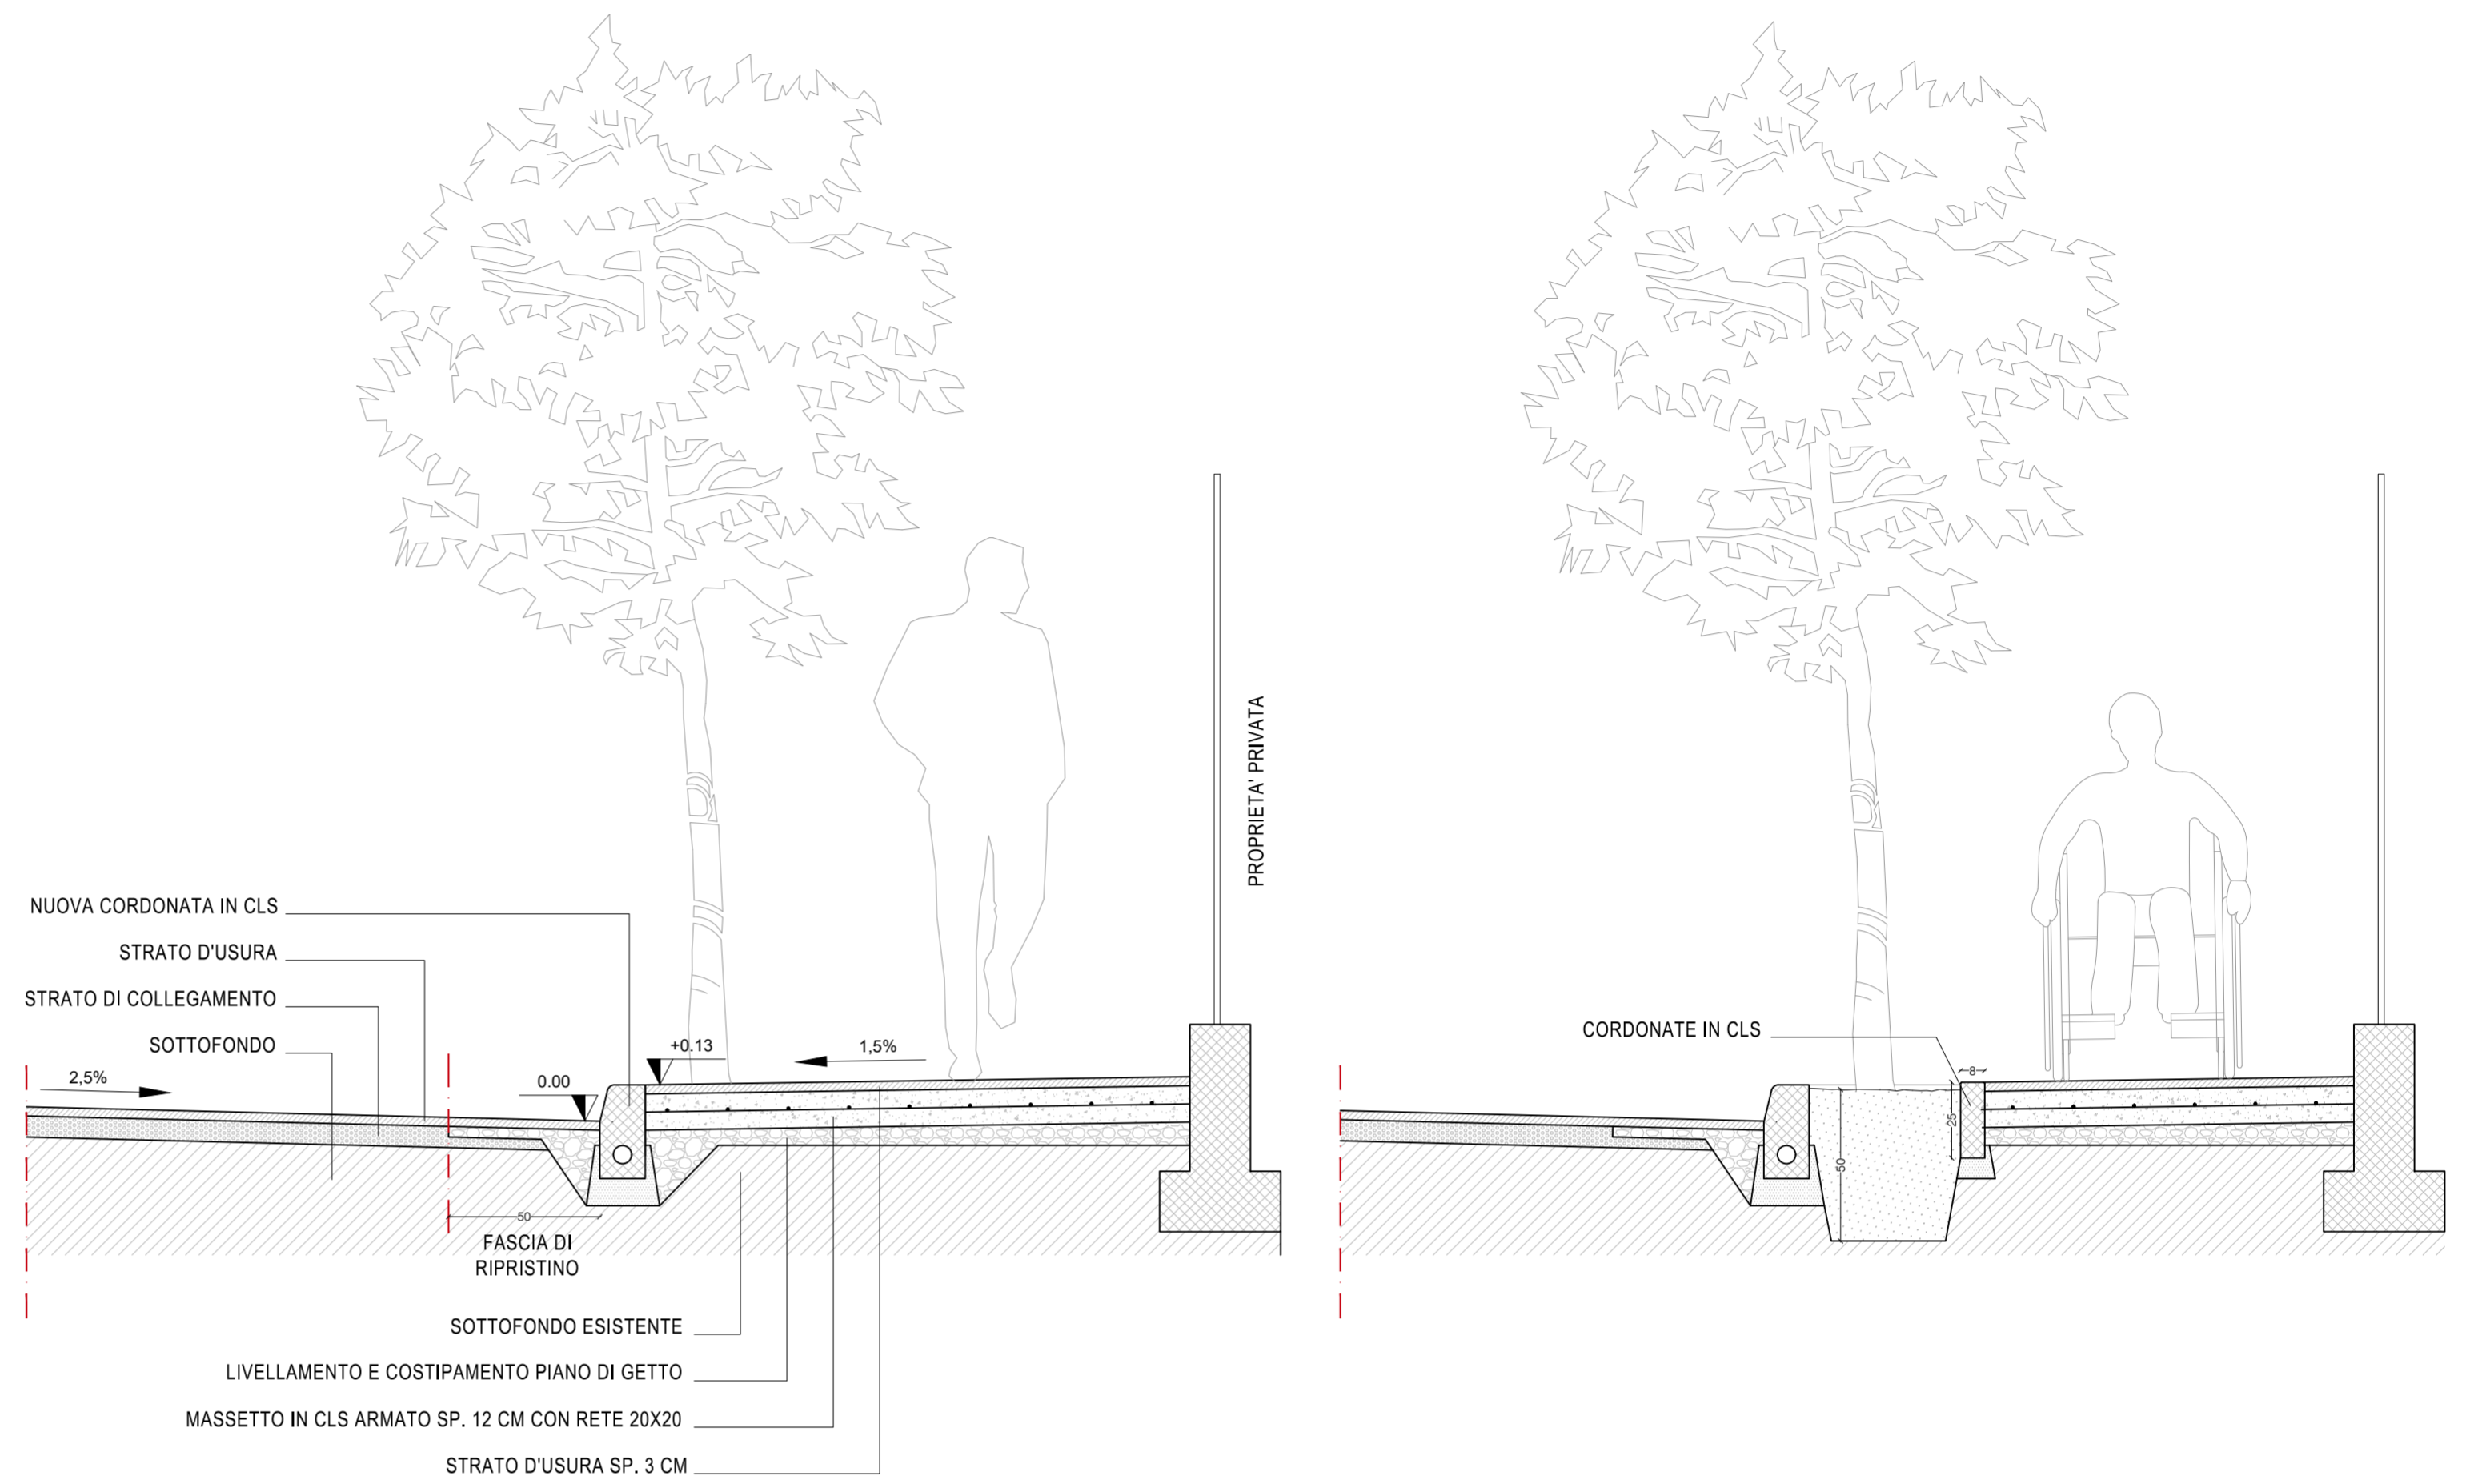 PROPRIETA' PRIVATA
NUOVA CORDONATA IN CLS
STRATO D'USURA
STRATO DI COLLEGAMENTO
SOTTOFONDO
2,5%
0.00
+0.13
1,5%
50
FASCIA DI
RIPRISTINO
SOTTOFONDO ESISTENTE
LIVELLAMENTO E COSTIPAMENTO PIANO DI GETTO
MASSETTO IN CLS ARMATO SP. 12 CM CON RETE 20X20
STRATO D'USURA SP. 3 CM
CORDONATE IN CLS
8
25
50